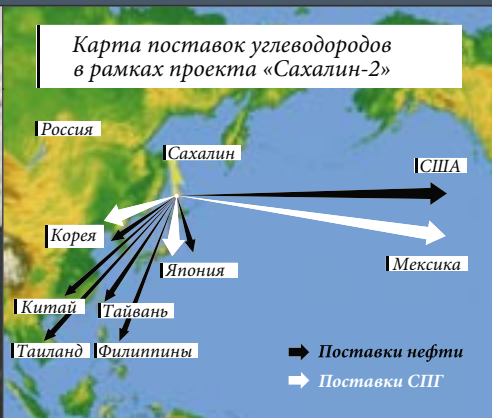 Карта поставок углеводородов
в рамках проекта «Сахалин-2»
Россия
Сахалин
США
Корея
Япония
Мексика
Китай
Тайвань
Таиланд
Филиппины
Поставки нефти
Поставки СПГ